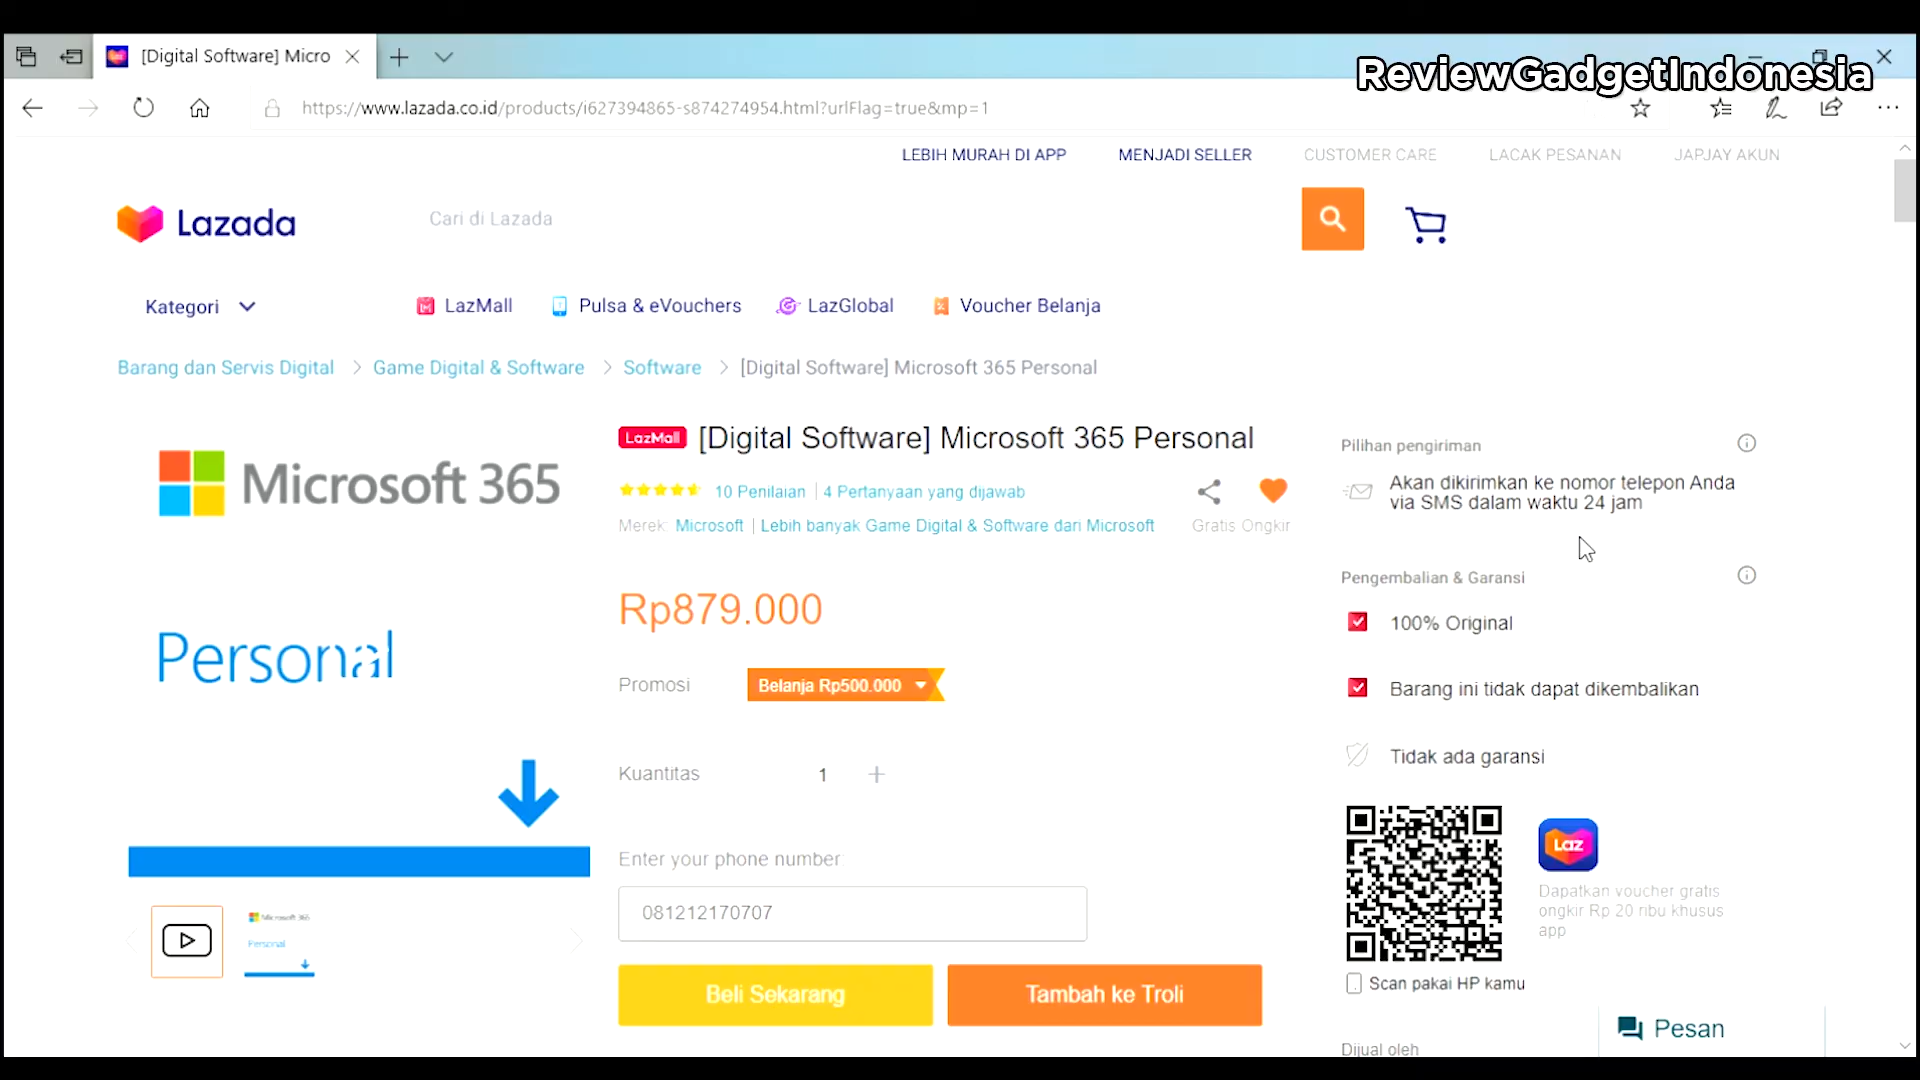 [Digital Software] Micro
ReviewGadgetIndonesia
https://www.lazada.co.id/products/i627394865-s874274954.html?urlFlag=true&mp=1
LEBIH MURAH DI APP
MENJADI SELLER
CUSTOMER CARE
LACAK PESANAN
JAPJAY AKUN
Lazada
Cari di Lazada
Kategori
LazMall
Pulsa & eVouchers
LazGlobal
Voucher Belanja
Barang dan Servis Digital
Game Digital & Software
Software
[Digital Software] Microsoft 365 Personal
Microsoft 365
Personal
Microsoft 365
Personal
LazMall [Digital Software] Microsoft 365 Personal
10 Penilaian
4 Pertanyaan yang dijawab
Merek: Microsoft
Lebih banyak Game Digital & Software dari Microsoft
Gratis Ongkir
Rp879.000
Promosi
Belanja Rp500.000
Kuantitas
1
Enter your phone number
081212170707
Beli Sekarang
Tambah ke Troli
Pilihan pengiriman
Akan dikirimkan ke nomor telepon Anda
via SMS dalam waktu 24 jam
Pengembalian & Garansi
100% Original
Barang ini tidak dapat dikembalikan
Tidak ada garansi
Laz
Dapatkan voucher gratis
ongkir Rp 20 ribu khusus
app
Scan pakai HP kamu
Pesan
Dijual oleh